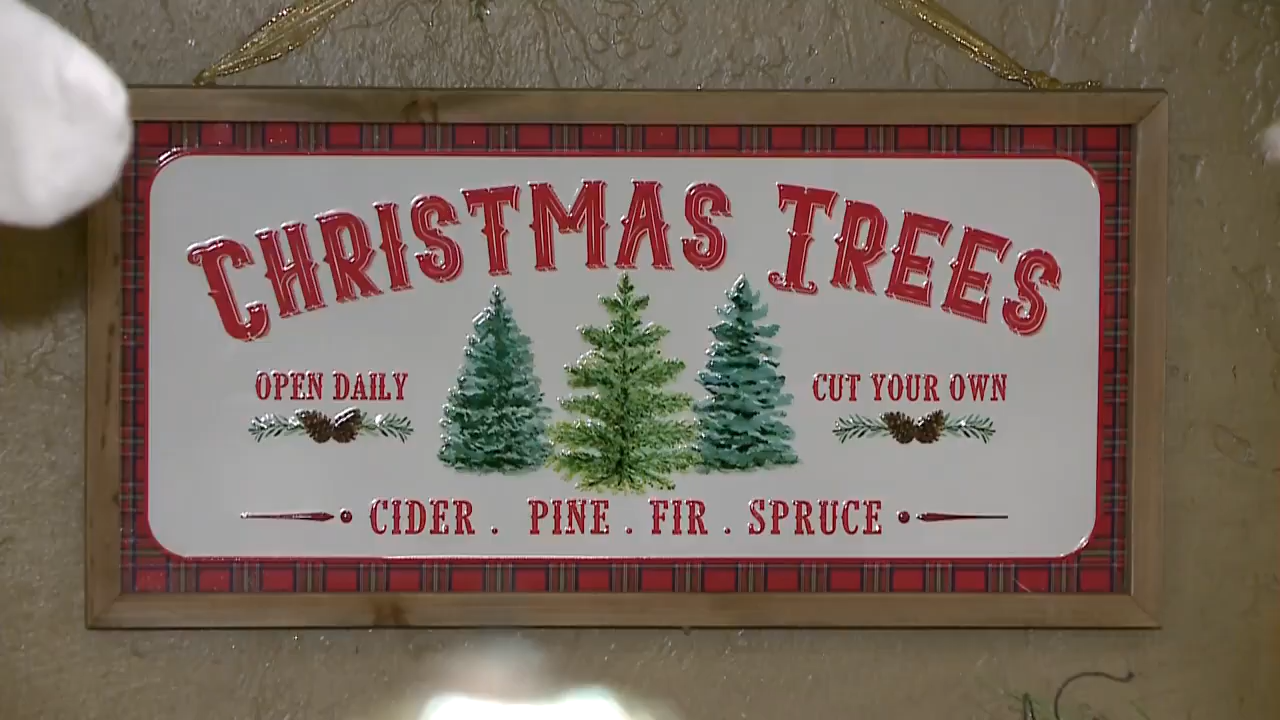 CHRISTMAS TREES
OPEN DAILY
CUT YOUR OWN
CIDER . PINE . FIR . SPRUCE